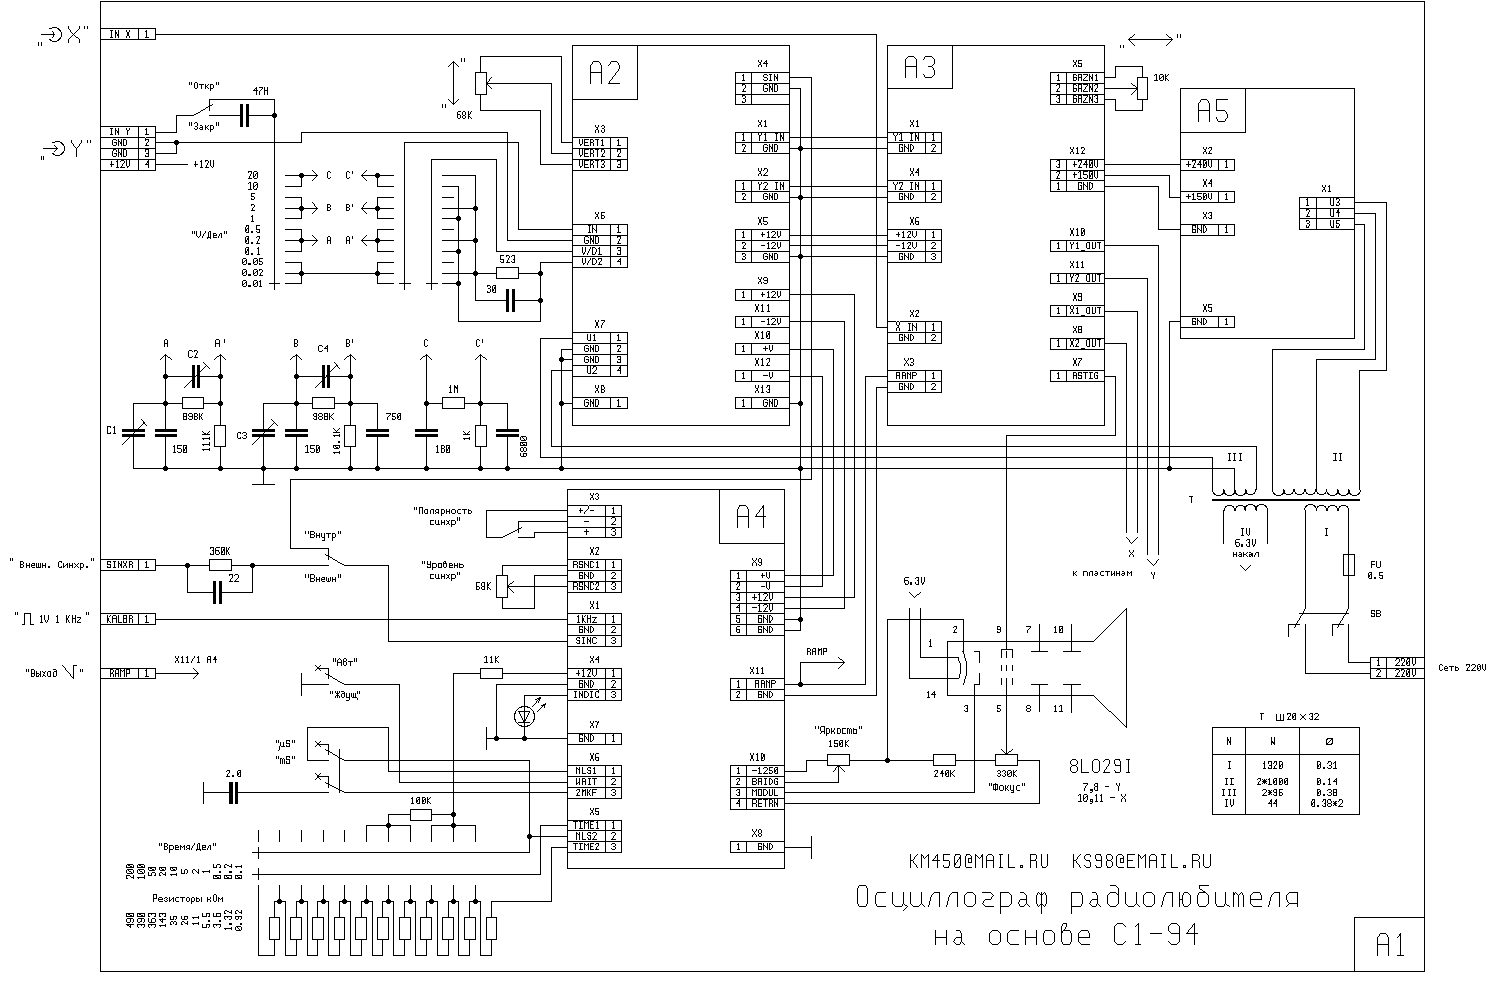 "X"
IN X 1
"Откр"
47Н
"Закр"
IN Y 1
GND 2
GND 3
+12V 4
+12V
"Y"
20
10
5
2
1
0.5
0.2
0.1
0.05
0.02
0.01
"V/Дел"
C C'
B B'
A A'
68K
523
30
A2
X3
VERT1 1
VERT2 2
VERT3 3
X6
IN 1
GND 2
V/D1 3
V/D2 4
X7
U1 1
GND 2
GND 3
U2 4
X8
GND 1
X4
1 SIN
2 GND
3
X1
1 Y1 IN
2 GND
X2
1 Y2 IN
2 GND
X5
1 +12V
2 -12V
3 GND
X9
1 +12V
X11
1 -12V
X10
1 +V
X12
1 -V
X13
1 GND
A3
X1
Y1 IN 1
GND 2
X4
Y2 IN 1
GND 2
X6
+12V 1
-12V 2
GND 3
X2
X IN 1
GND 2
X3
RAMP 1
GND 2
X5
1 GAZN1
2 GAZN2
3 GAZN3
10K
X12
3 +240V
2 +150V
1 GND
X10
1 Y1_OUT
X11
1 Y2_OUT
X9
1 X1_OUT
X8
1 X2_OUT
X7
1 ASTIG
A5
X2
+240V 1
X4
+150V 1
X3
GND 1
X5
GND 1
X1
1 U3
2 U4
3 U5
A A' B B' C C'
C2
C4
898K
988K
1M
C1
150
111K
C3
150
10.1K
750
180
1K
6800
III
II
T
IV
6.3V
накал
I
FU
0.5
SB
1 220V
2 220V
Сеть 220V
X
Y
к пластинам
A4
X3
+/- 1
- 2
+ 3
"Полярность
синхр"
X2
RSNC1 1
GND 2
RSNC2 3
"Уровень
синхр"
68K
X1
1KHz 1
GND 2
SINC 3
X4
+12V 1
GND 2
INDIC 3
11K
X7
GND 1
X6
NLS1 1
WAIT 2
2MKF 3
X5
TIME1 1
NLS2 2
TIME2 3
X9
1 +V
2 -V
3 +12V
4 -12V
5 GND
6 GND
X11
1 RAMP
2 GND
X10
1 -1250
2 BRIDG
3 MODUL
4 RETRN
X8
1 GND
"Внутр"
"Внешн"
" Внешн. Синхр."
SINXR 1
360K
22
" 1V 1 KHz "
KALBR 1
"Выход "
RAMP 1
X11/1 A4
"Авт"
"Ждущ"
"µS"
"mS"
2.0
100K
"Время/Дел"
200
100
50
20
10
5
2
1
0.5
0.2
0.1
Резисторы кОм
490
390
363
143
35
26
11
5.5
3.6
1.32
0.92
RAMP
6.3V
1
2
9
7
10
14
3
5
8
11
"Яркость"
150K
240K
330K
"Фокус"
8LO29I
7,8 - Y
10,11 - X
T Ш20×32
N W Ø
I 1320 0.31
II 2*1000 0.14
III 2*96 0.38
IV 44 0.38*2
KM450@MAIL.RU KS98@EMAIL.RU
Осциллограф радиолюбителя
на основе С1-94
A1